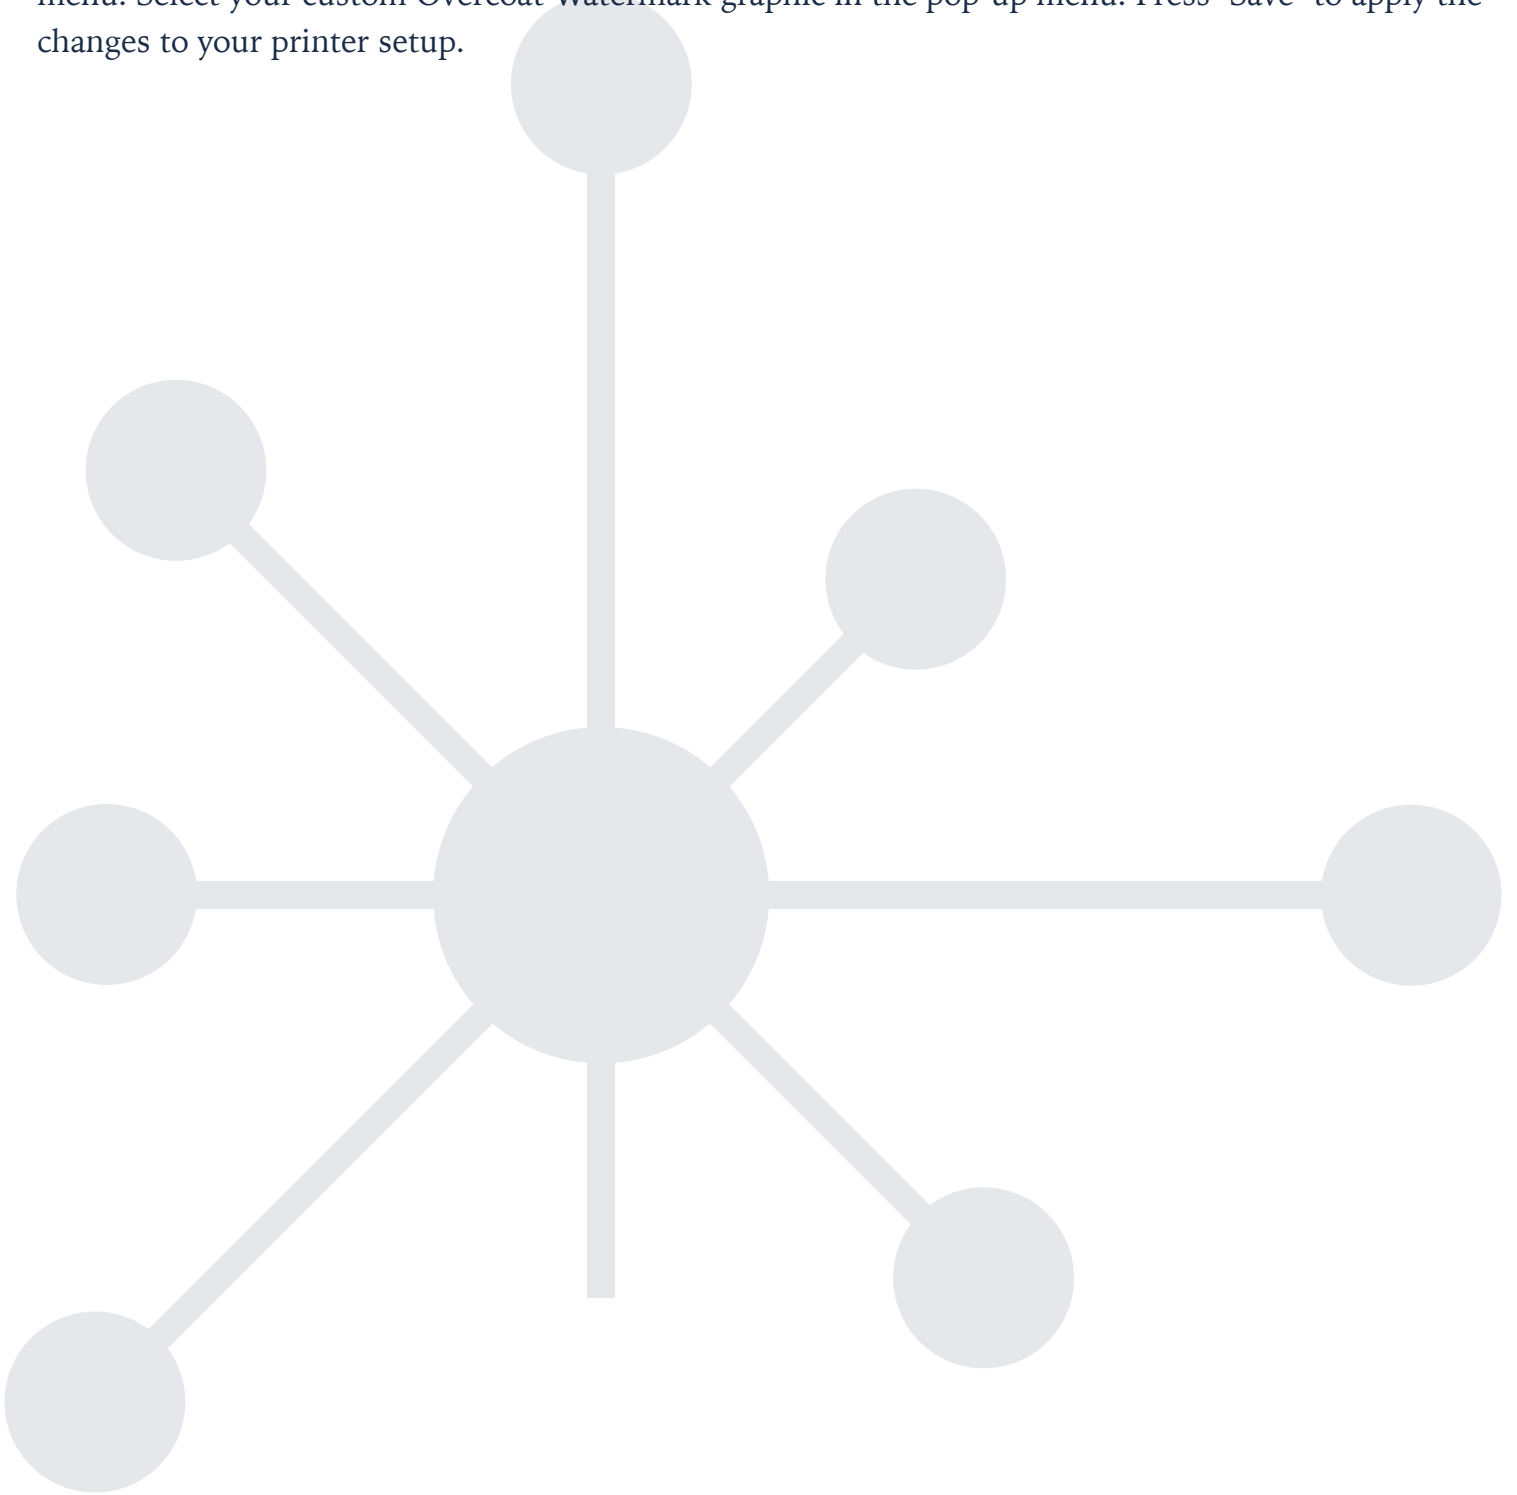 menu. Select your custom Overcoat Watermark graphic in the pop-up menu. Press "Save" to apply the
changes to your printer setup.